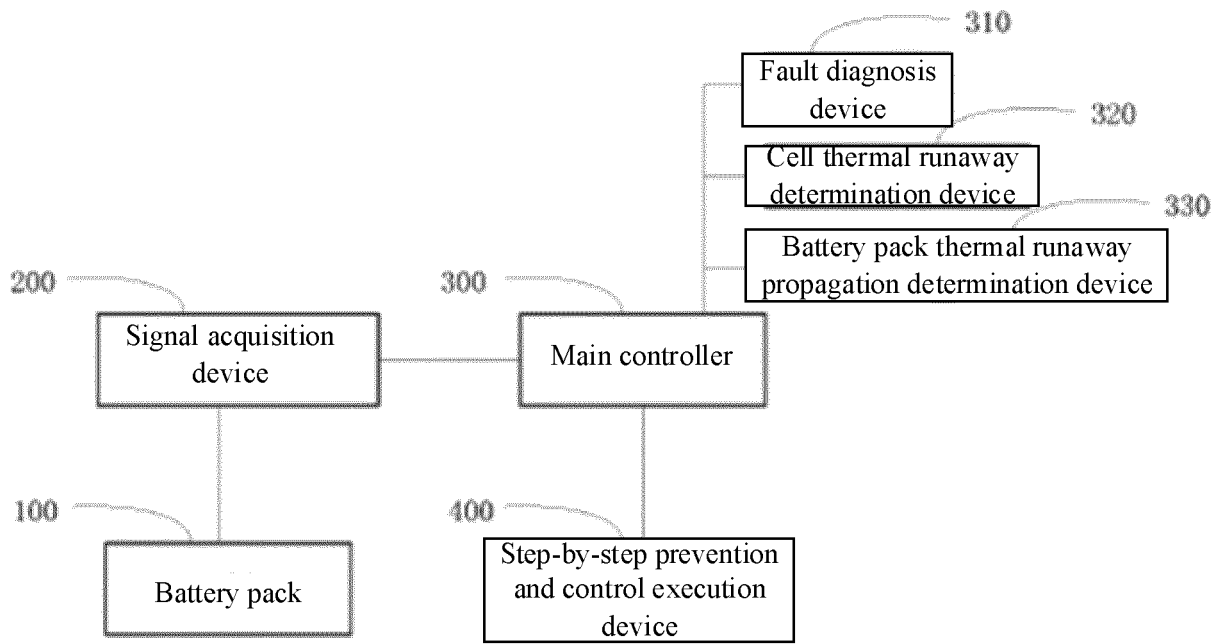 310
Fault diagnosis
device
320
Cell thermal runaway
determination device
330
Battery pack thermal runaway
propagation determination device
200
Signal acquisition
device
300
Main controller
100
Battery pack
400
Step-by-step prevention
and control execution
device